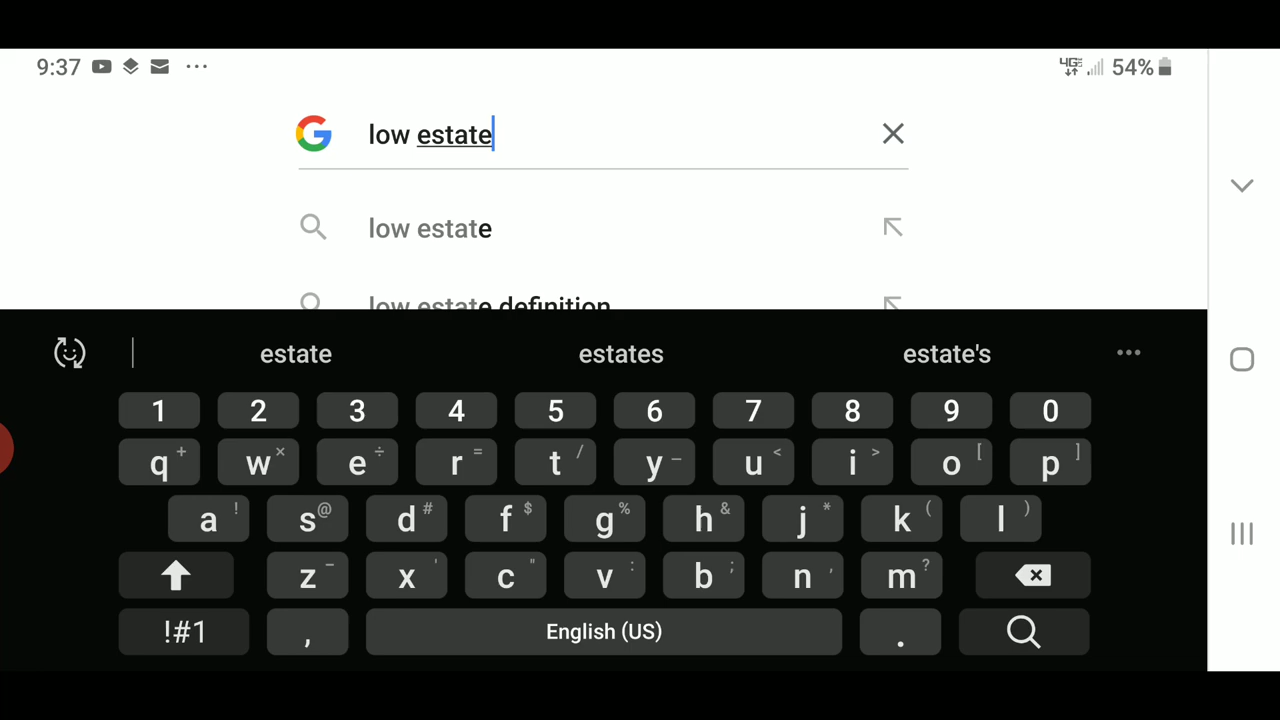 9:37 ... 4G 54%
low estate
low estate
low estate definition
estate estates estate's
1 2 3 4 5 6 7 8 9 0
q + w × e ÷ r = t / y _ u < i > o [ p ]
a ! s @ d # f $ g % h & j * k ( l )
z - x ' c " v : b ; n , m ?
!#1 , English (US) .